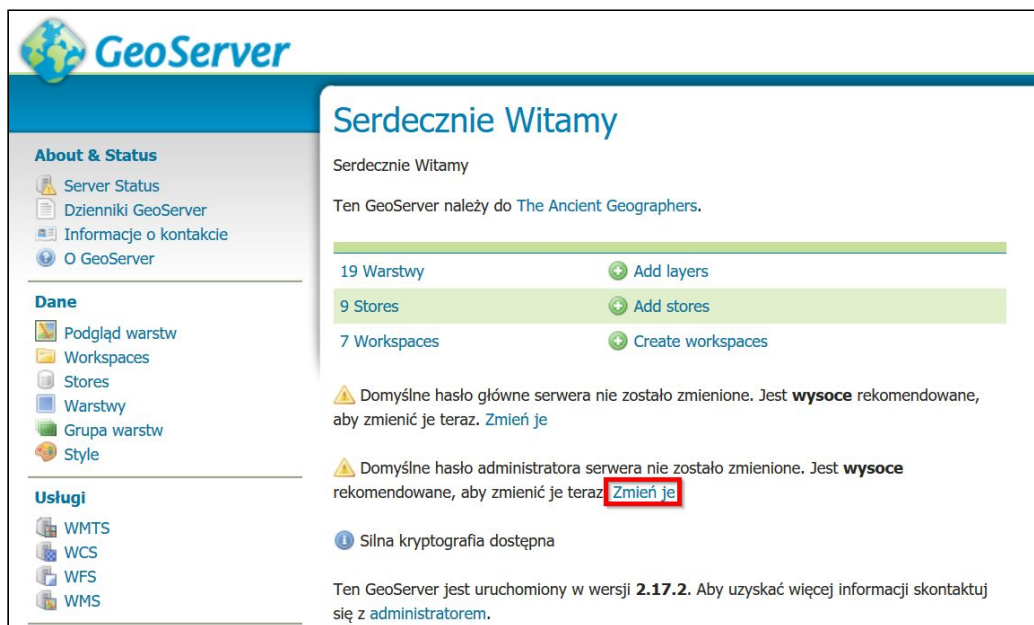 GeoServer
About & Status
Server Status
Dzienniki GeoServer
Informacje o kontakcie
O GeoServer
Dane
Podgląd warstw
Workspaces
Stores
Warstwy
Grupa warstw
Style
Usługi
WMTS
WCS
WFS
WMS
Serdecznie Witamy
Serdecznie Witamy
Ten GeoServer należy do The Ancient Geographers.
19 Warstwy Add layers
9 Stores Add stores
7 Workspaces Create workspaces
Domyślne hasło główne serwera nie zostało zmienione. Jest wysoce rekomendowane,
aby zmienić je teraz. Zmień je
Domyślne hasło administratora serwera nie zostało zmienione. Jest wysoce
rekomendowane, aby zmienić je teraz Zmień je
Silna kryptografia dostępna
Ten GeoServer jest uruchomiony w wersji 2.17.2. Aby uzyskać więcej informacji skontaktuj
się z administratorem.